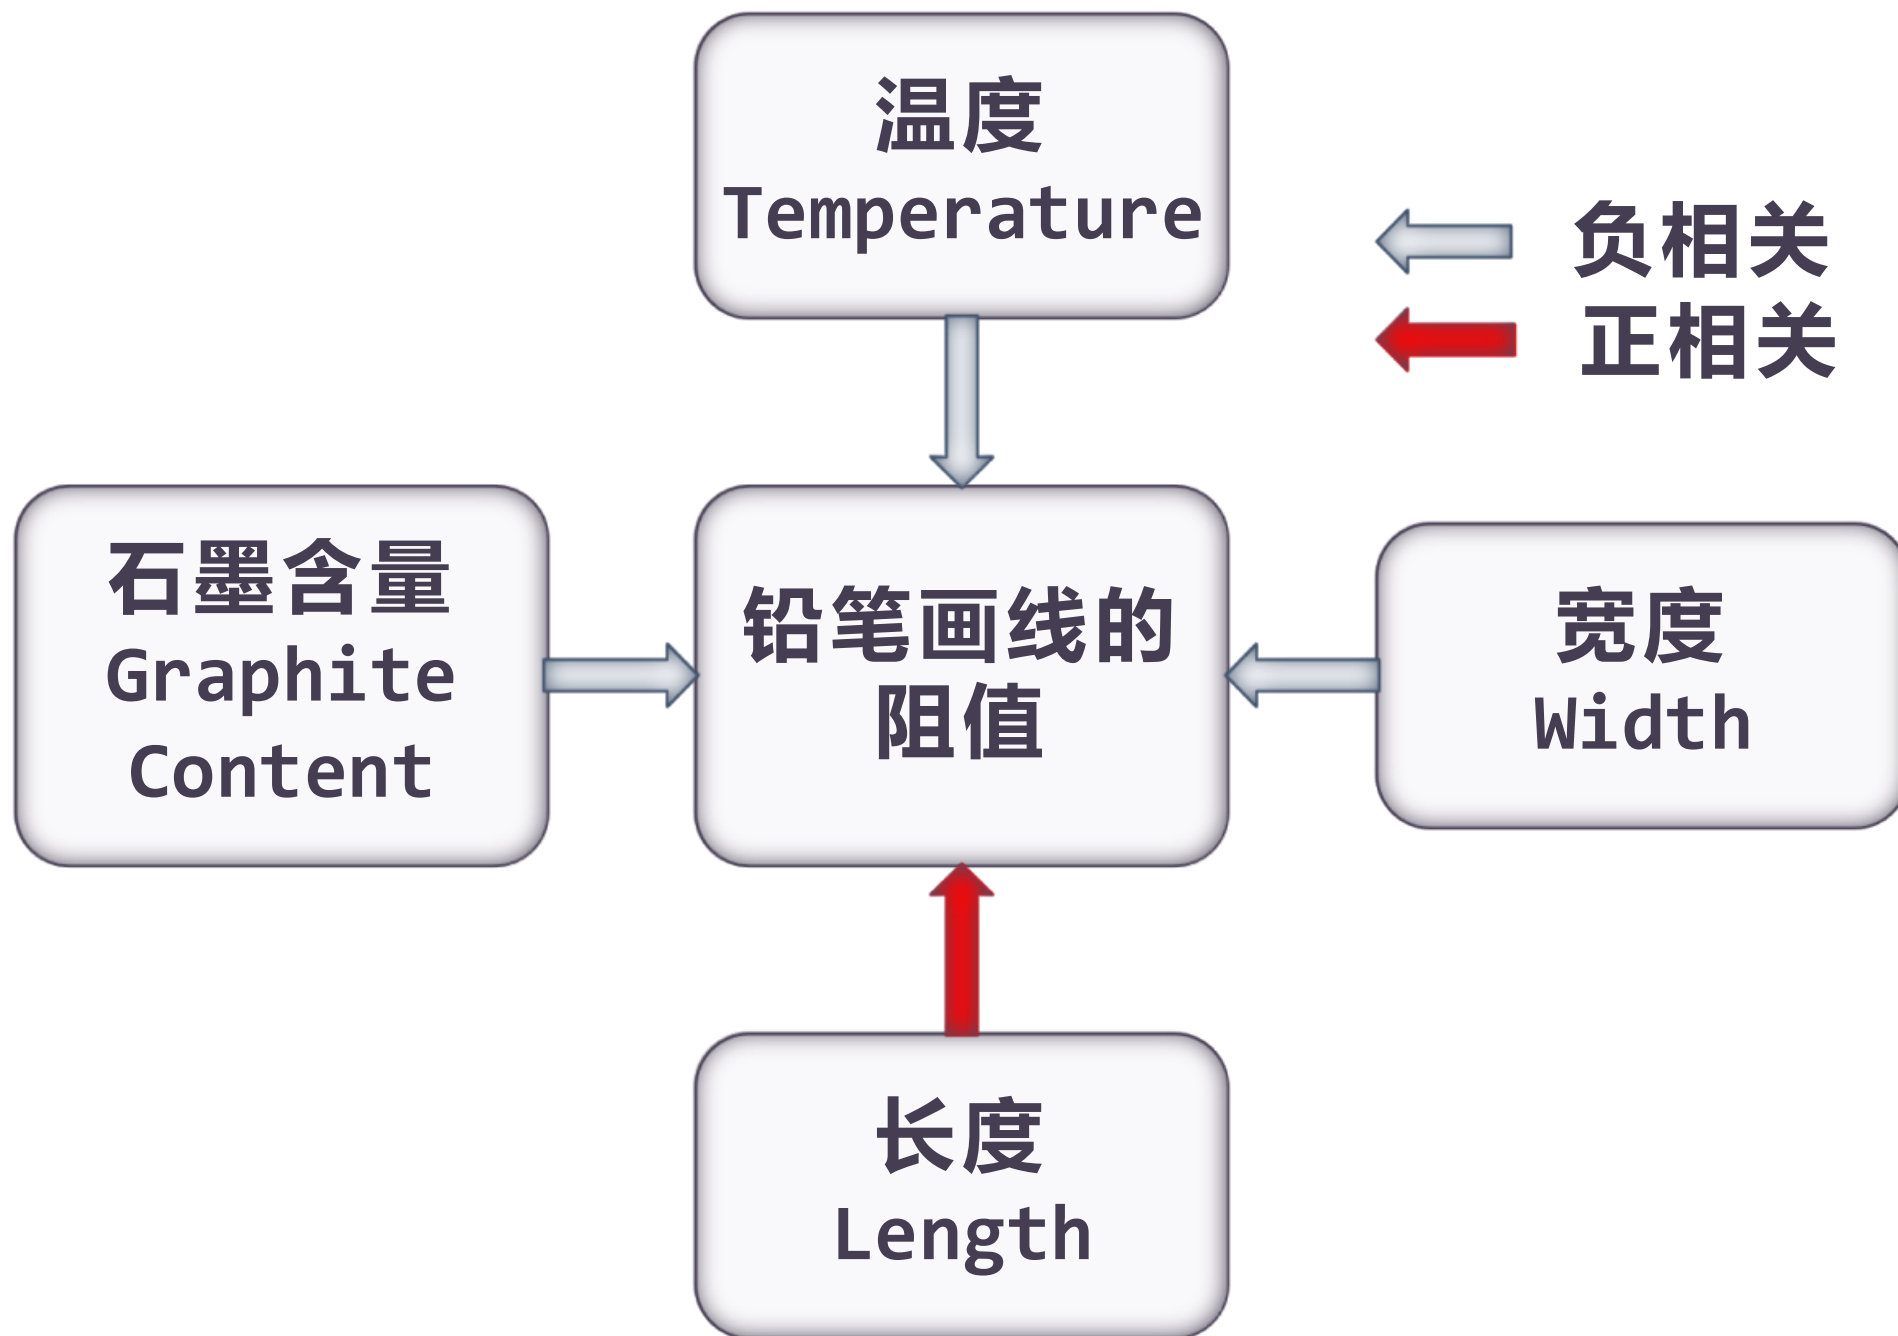 温度
Temperature
负相关
正相关
石墨含量
Graphite
Content
铅笔画线的
阻值
宽度
Width
长度
Length